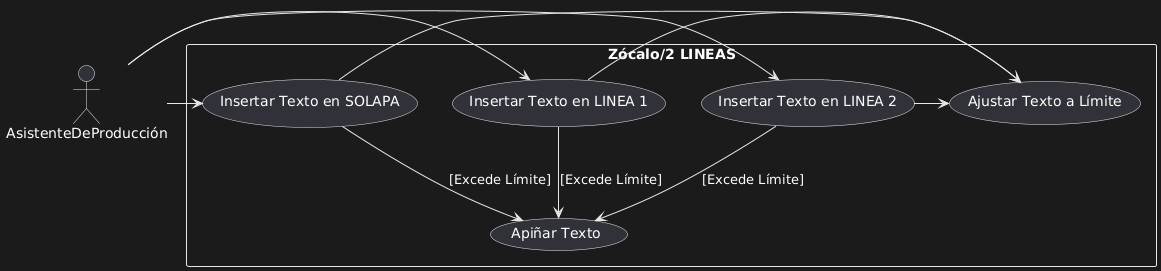 Zócalo/2 LINEAS
AsistenteDeProducción
Insertar Texto en SOLAPA
Insertar Texto en LINEA 1
Insertar Texto en LINEA 2
Ajustar Texto a Límite
[Excede Límite]
[Excede Límite]
[Excede Límite]
Apiñar Texto